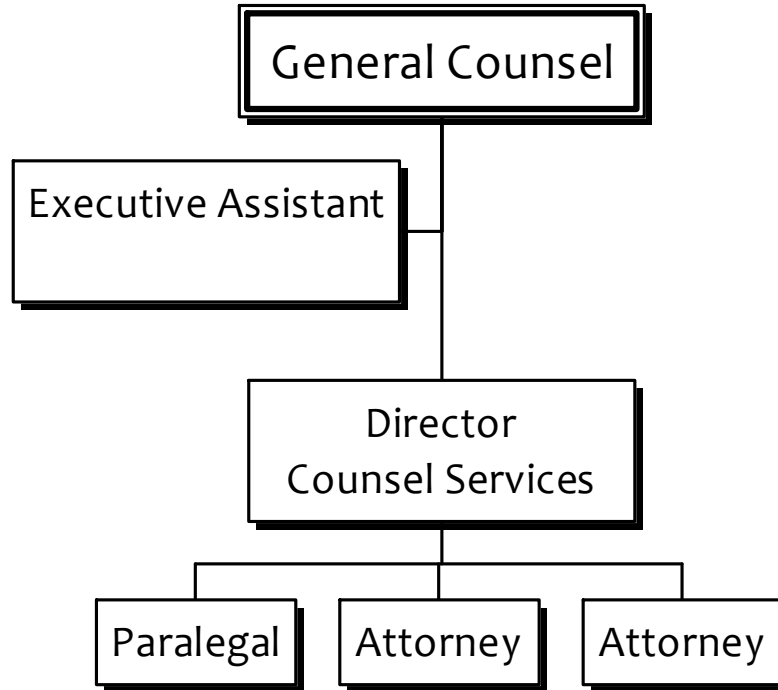 General Counsel
Executive Assistant
Director
Counsel Services
Paralegal
Attorney
Attorney